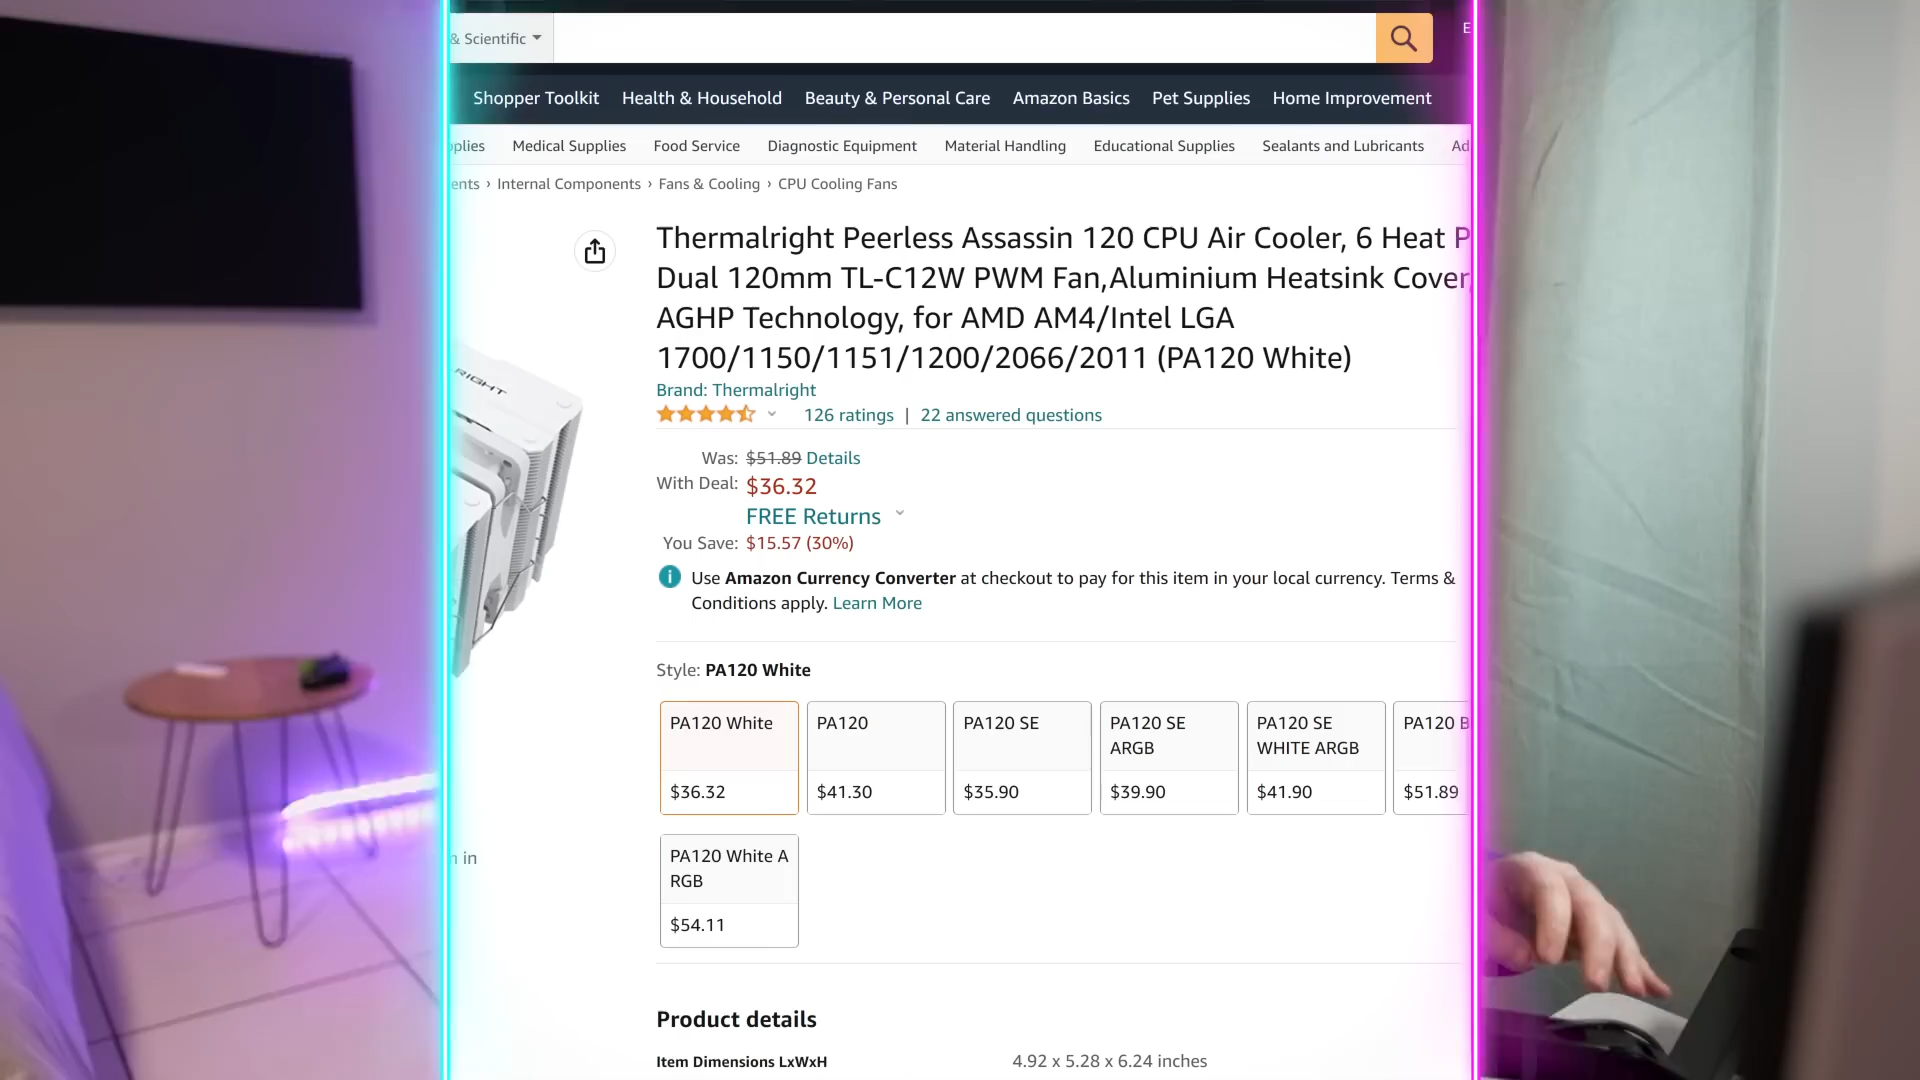 & Scientific
E
Shopper Toolkit Health & Household Beauty & Personal Care Amazon Basics Pet Supplies Home Improvement
plies Medical Supplies Food Service Diagnostic Equipment Material Handling Educational Supplies Sealants and Lubricants Ad
ents › Internal Components › Fans & Cooling › CPU Cooling Fans
Thermalright Peerless Assassin 120 CPU Air Cooler, 6 Heat P
Dual 120mm TL-C12W PWM Fan,Aluminium Heatsink Cover,
AGHP Technology, for AMD AM4/Intel LGA
1700/1150/1151/1200/2066/2011 (PA120 White)
RIGHT
Brand: Thermalright
126 ratings | 22 answered questions
Was: $51.89 Details
With Deal: $36.32
FREE Returns
You Save: $15.57 (30%)
Use Amazon Currency Converter at checkout to pay for this item in your local currency. Terms &
Conditions apply. Learn More
Style: PA120 White
PA120 White
$36.32
PA120
$41.30
PA120 SE
$35.90
PA120 SE
ARGB
$39.90
PA120 SE
WHITE ARGB
$41.90
PA120 B
$51.89
PA120 White A
RGB
$54.11
n in
Product details
Item Dimensions LxWxH 4.92 x 5.28 x 6.24 inches